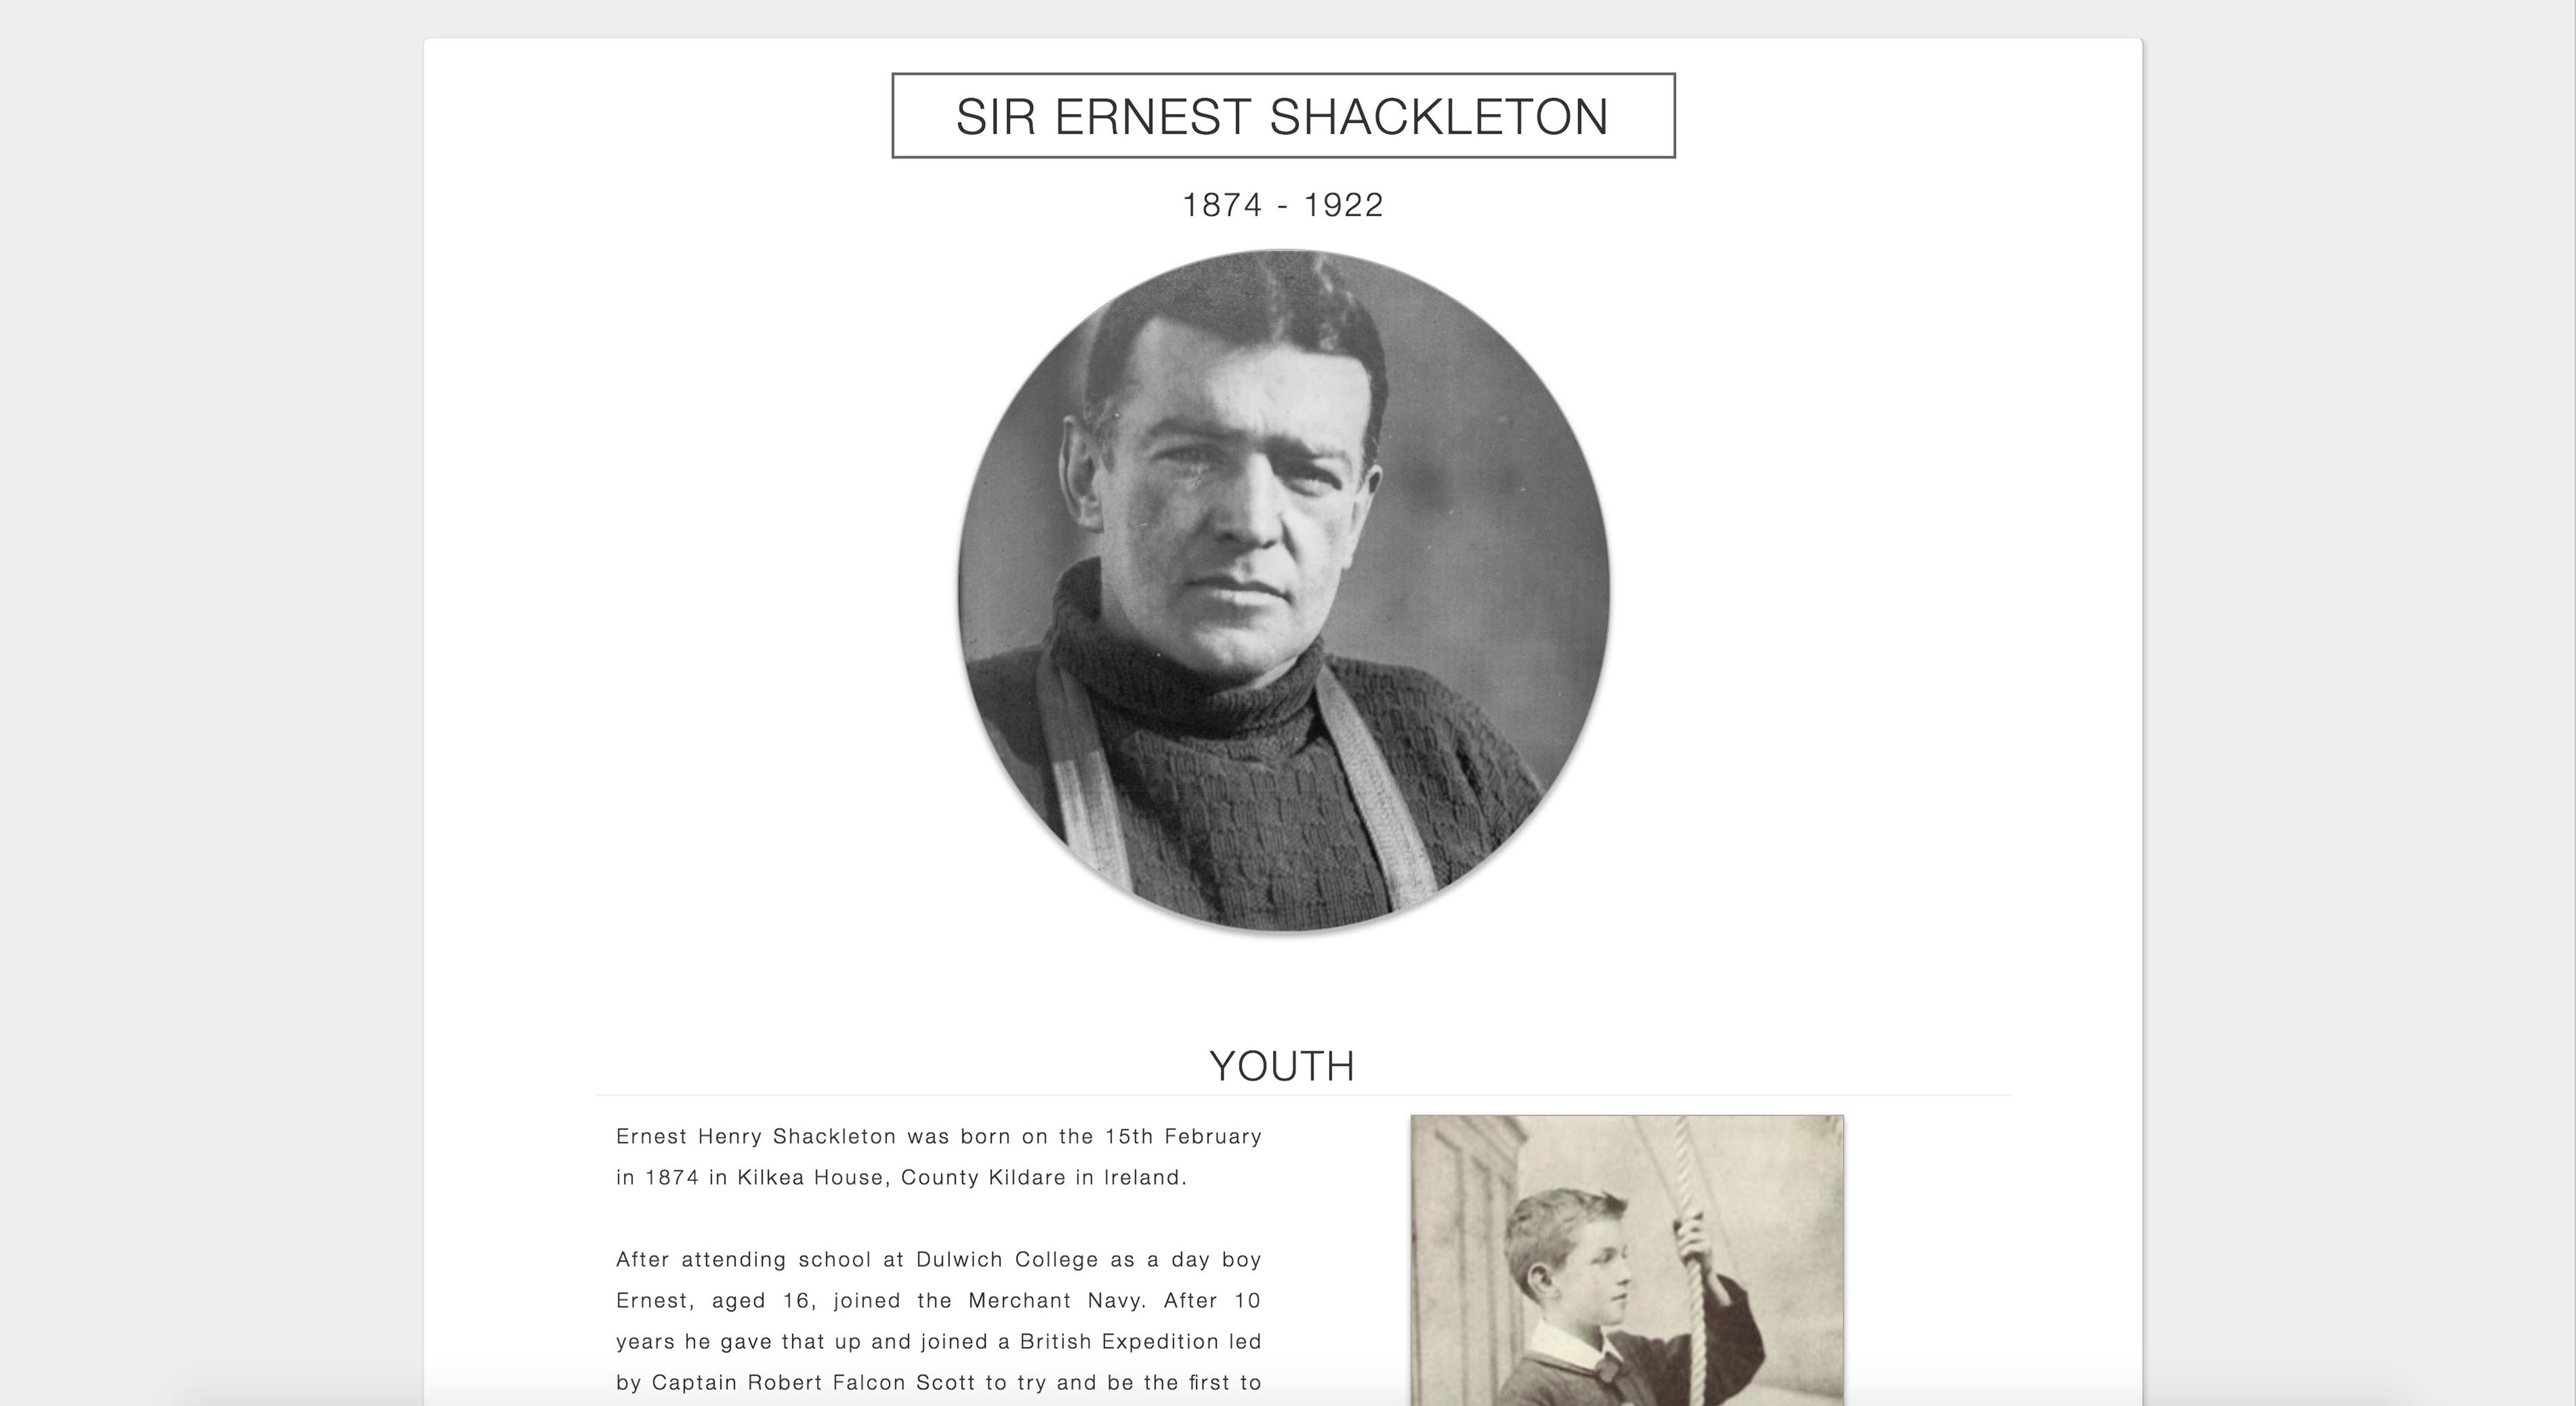 SIR ERNEST SHACKLETON
1874 - 1922
YOUTH
Ernest Henry Shackleton was born on the 15th February
in 1874 in Kilkea House, County Kildare in Ireland.
After attending school at Dulwich College as a day boy
Ernest, aged 16, joined the Merchant Navy. After 10
years he gave that up and joined a British Expedition led
by Captain Robert Falcon Scott to try and be the first to